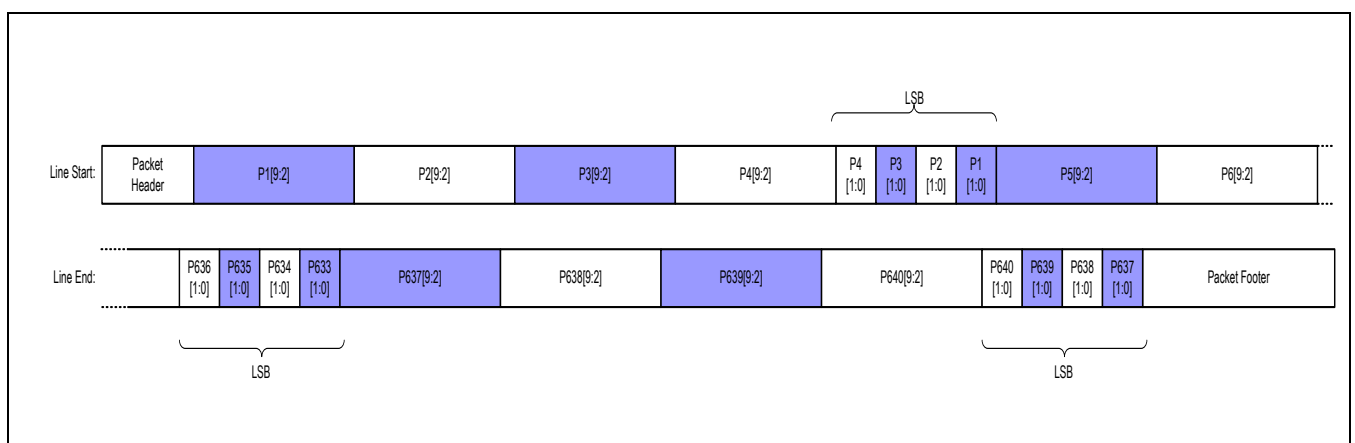 LSB
Line Start:
Packet Header
P1[9:2]
P2[9:2]
P3[9:2]
P4[9:2]
P4 [1:0]
P3 [1:0]
P2 [1:0]
P1 [1:0]
P5[9:2]
P6[9:2]
Line End:
P636 [1:0]
P635 [1:0]
P634 [1:0]
P633 [1:0]
P637[9:2]
P638[9:2]
P639[9:2]
P640[9:2]
P640 [1:0]
P639 [1:0]
P638 [1:0]
P637 [1:0]
Packet Footer
LSB
LSB